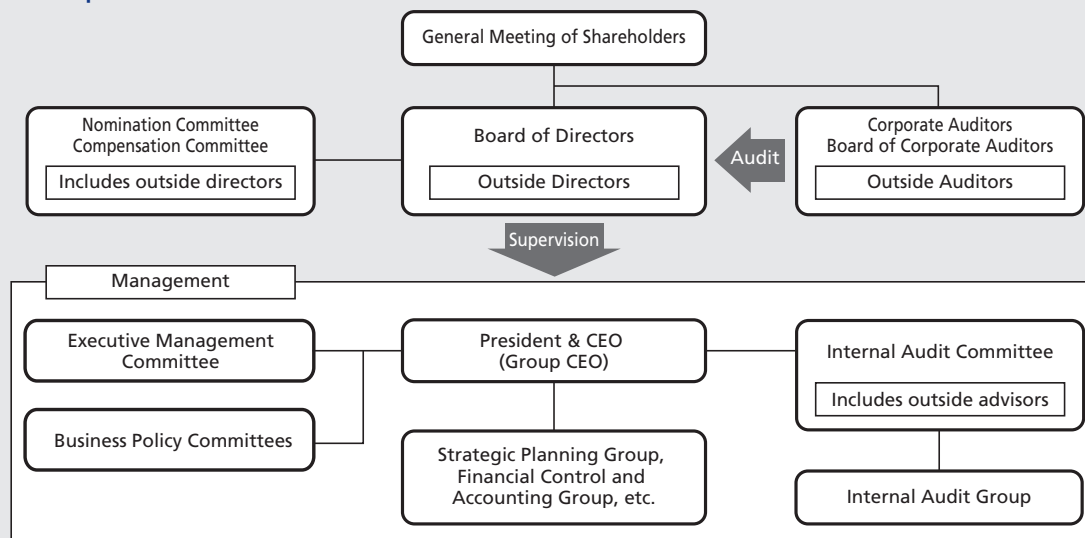 General Meeting of Shareholders
Nomination Committee
Compensation Committee
Includes outside directors
Board of Directors
Outside Directors
Audit
Corporate Auditors
Board of Corporate Auditors
Outside Auditors
Supervision
Management
Executive Management
Committee
Business Policy Committees
President & CEO
(Group CEO)
Strategic Planning Group,
Financial Control and
Accounting Group, etc.
Internal Audit Committee
Includes outside advisors
Internal Audit Group